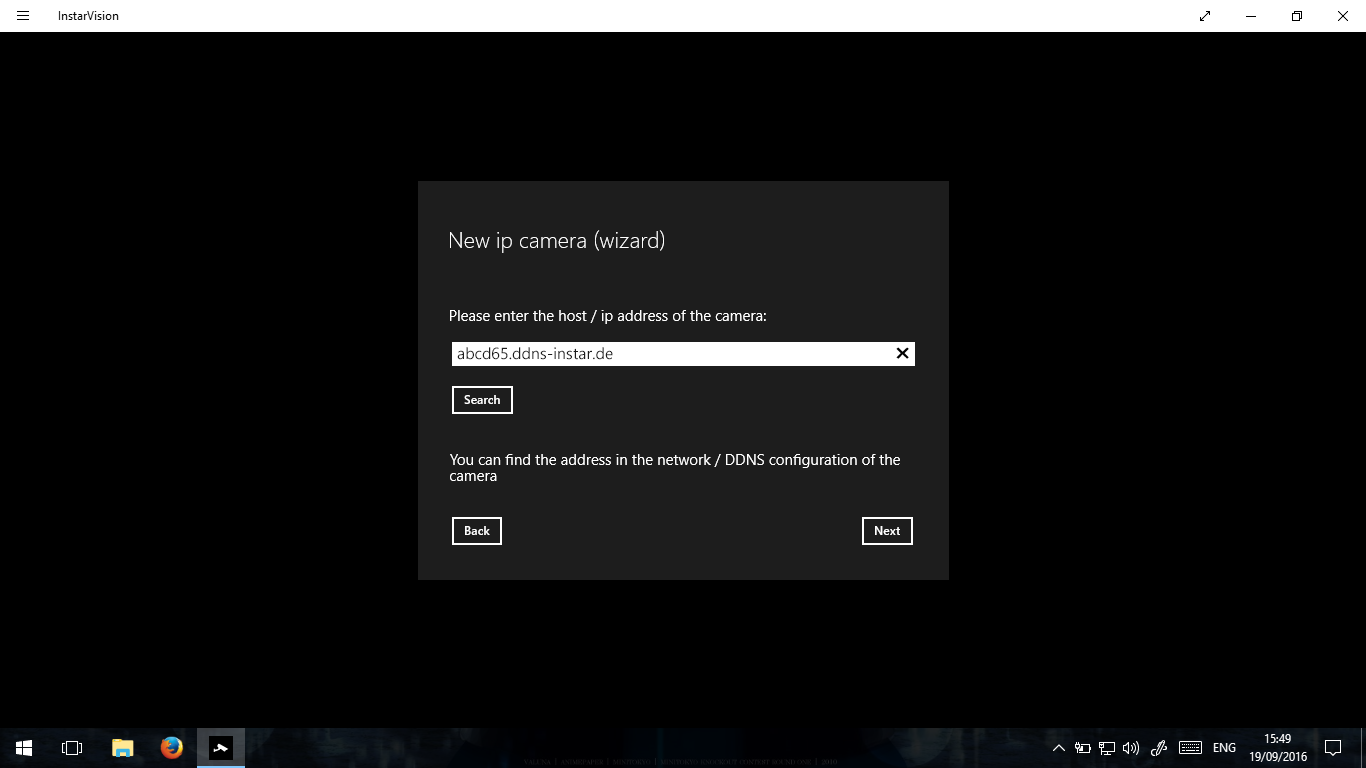 InstarVision
New ip camera (wizard)
Please enter the host / ip address of the camera:
abcd65.ddns-instar.de
Search
You can find the address in the network / DDNS configuration of the
camera
Back
Next
ENG
15:49
19/09/2016